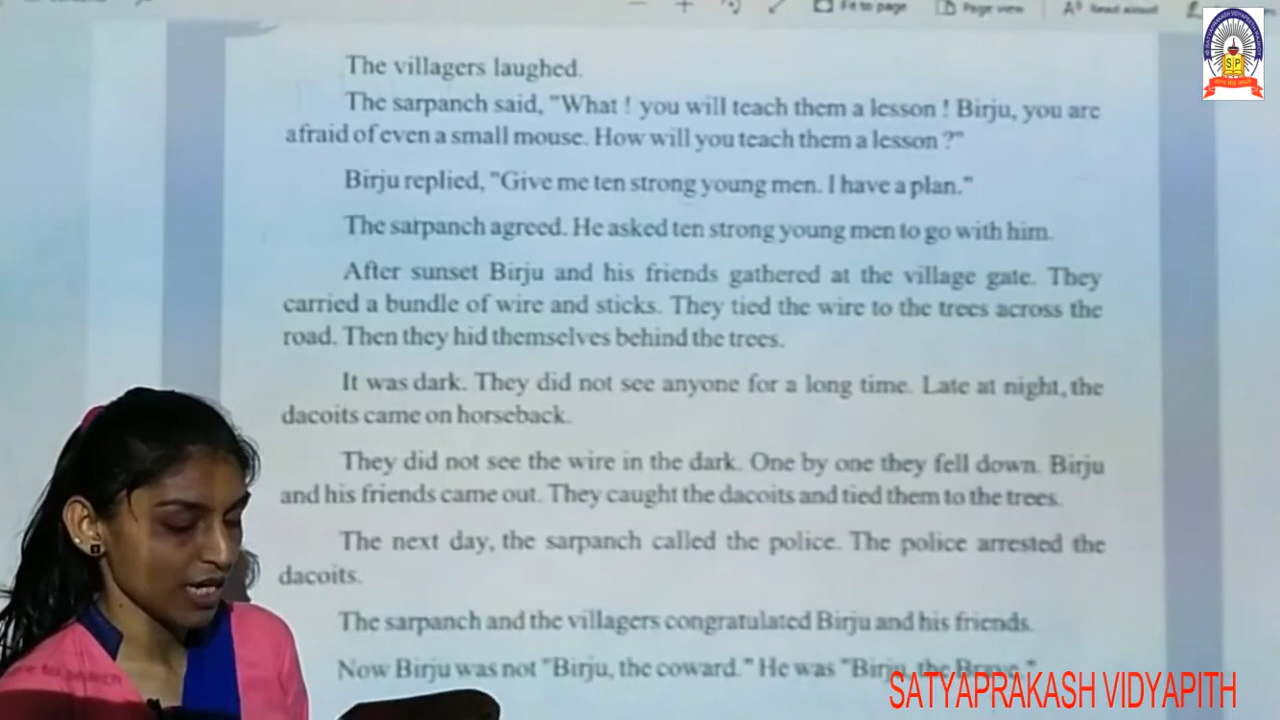 Fit to page
Page view
Read aloud
The villagers laughed.
The sarpanch said, "What ! you will teach them a lesson ! Birju, you are
afraid of even a small mouse. How will you teach them a lesson ?"
Birju replied, "Give me ten strong young men. I have a plan."
The sarpanch agreed. He asked ten strong young men to go with him.
After sunset Birju and his friends gathered at the village gate. They
carried a bundle of wire and sticks. They tied the wire to the trees across the
road. Then they hid themselves behind the trees.
It was dark. They did not see anyone for a long time. Late at night, the
dacoits came on horseback.
They did not see the wire in the dark. One by one they fell down. Birju
and his friends came out. They caught the dacoits and tied them to the trees.
The next day, the sarpanch called the police. The police arrested the
dacoits.
The sarpanch and the villagers congratulated Birju and his friends.
Now Birju was not "Birju, the coward." He was "Birju, the Brave."
SP
SATYAPRAKASH VIDYAPITH